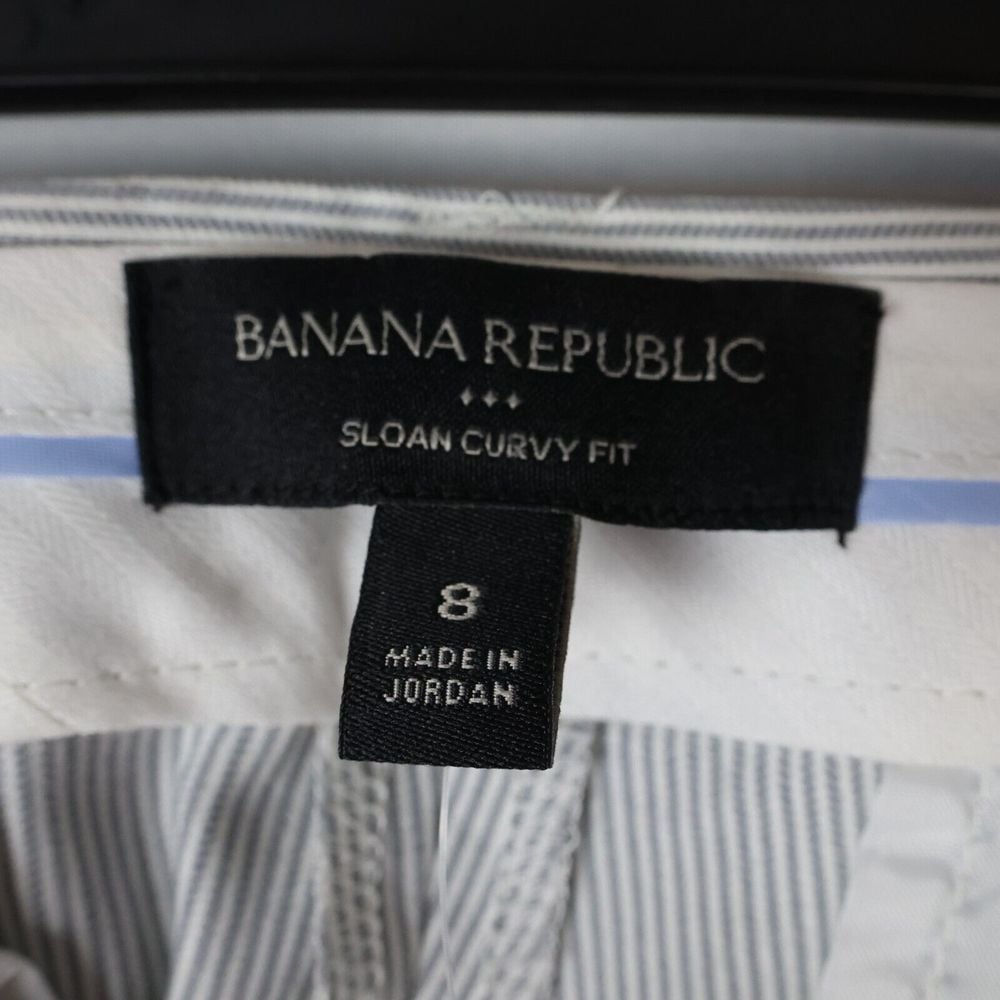 BANANA REPUBLIC
SLOAN CURVY FIT
8
MADE IN
JORDAN